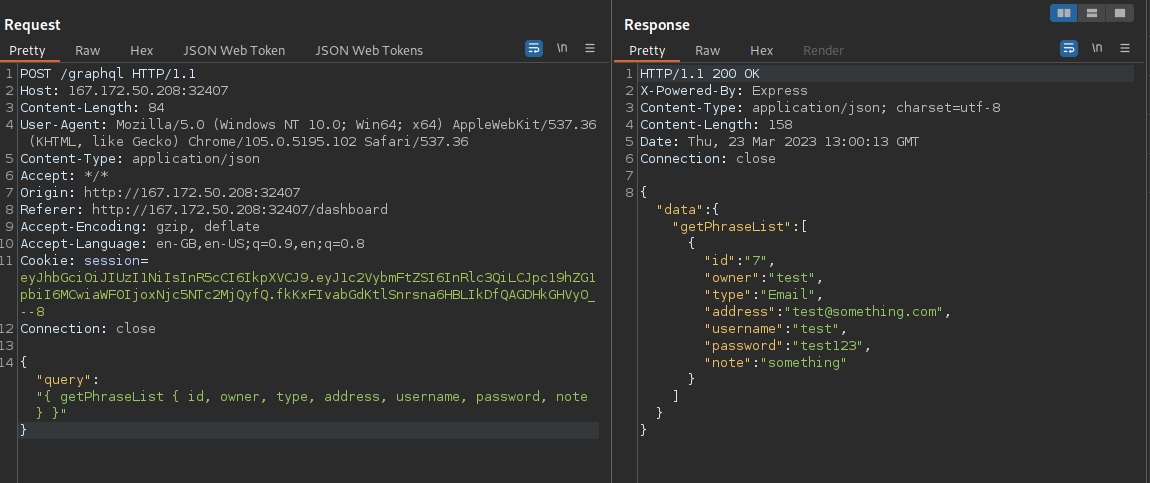 Request
Pretty Raw Hex JSON Web Token JSON Web Tokens \n
1 POST /graphql HTTP/1.1
2 Host: 167.172.50.208:32407
3 Content-Length: 84
4 User-Agent: Mozilla/5.0 (Windows NT 10.0; Win64; x64) AppleWebKit/537.36
(KHTML, like Gecko) Chrome/105.0.5195.102 Safari/537.36
5 Content-Type: application/json
6 Accept: */*
7 Origin: http://167.172.50.208:32407
8 Referer: http://167.172.50.208:32407/dashboard
9 Accept-Encoding: gzip, deflate
10 Accept-Language: en-GB,en-US;q=0.9,en;q=0.8
11 Cookie: session=
eyJhbGciOiJIUzI1NiIsInR5cCI6IkpXVCJ9.eyJ1c2VybmFtZSI6InRlc3QiLCJpc19hZG1
pbiI6MCwiaWF0IjoxNjc5NTc2MjQyfQ.fkKxFIvabGdKtlSnrsna6HBLIkDfQAGDHkGHVyO_
--8
12 Connection: close
13
14 {
"query":
"{ getPhraseList { id, owner, type, address, username, password, note
} }"
}
Response
Pretty Raw Hex Render \n
1 HTTP/1.1 200 OK
2 X-Powered-By: Express
3 Content-Type: application/json; charset=utf-8
4 Content-Length: 158
5 Date: Thu, 23 Mar 2023 13:00:13 GMT
6 Connection: close
7
8 {
"data":{
"getPhraseList":[
{
"id":"7",
"owner":"test",
"type":"Email",
"address":"test@something.com",
"username":"test",
"password":"test123",
"note":"something"
}
]
}
}